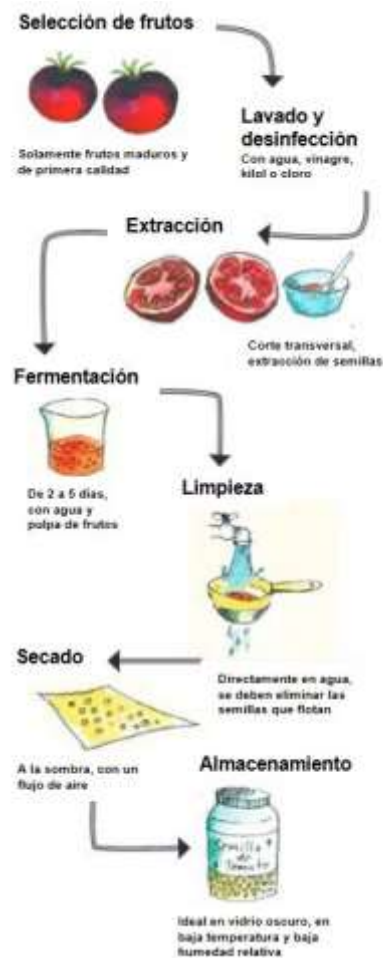 Selección de frutos
Solamente frutos maduros y
de primera calidad
Lavado y
desinfección
Con agua, vinagre,
kilol o cloro
Extracción
Corte transversal,
extracción de semillas
Fermentación
De 2 a 5 días,
con agua y
pulpa de frutos
Limpieza
Directamente en agua,
se deben eliminar las
semillas que flotan
Secado
A la sombra, con un
flujo de aire
Almacenamiento
Semilla
de
Tomate
Ideal en vidrio oscuro, en
baja temperatura y baja
humedad relativa